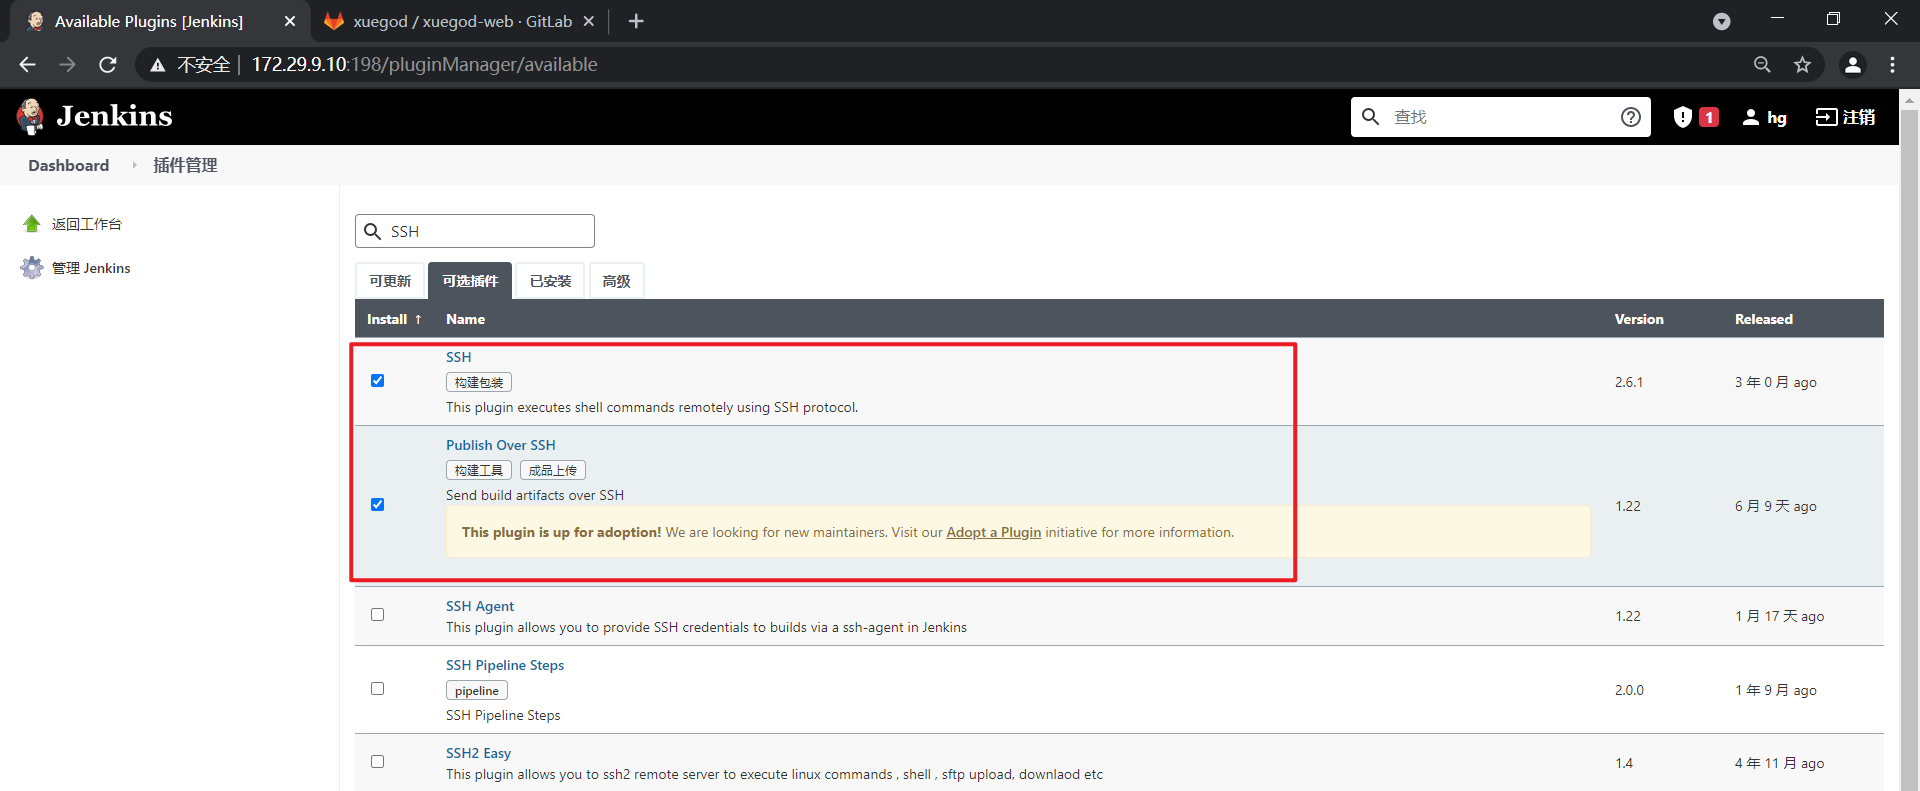 Available Plugins [Jenkins]
xuegod / xuegod-web · GitLab
不安全 | 172.29.9.10:198/pluginManager/available
Jenkins
查找
1
hg
注销
Dashboard
插件管理
返回工作台
管理 Jenkins
SSH
可更新 可选插件 已安装 高级
Install ↑ Name Version Released
SSH
构建包装
This plugin executes shell commands remotely using SSH protocol.
2.6.1
3 年 0 月 ago
Publish Over SSH
构建工具 成品上传
Send build artifacts over SSH
This plugin is up for adoption! We are looking for new maintainers. Visit our Adopt a Plugin initiative for more information.
1.22
6 月 9 天 ago
SSH Agent
This plugin allows you to provide SSH credentials to builds via a ssh-agent in Jenkins
1.22
1 月 17 天 ago
SSH Pipeline Steps
pipeline
SSH Pipeline Steps
2.0.0
1 年 9 月 ago
SSH2 Easy
This plugin allows you to ssh2 remote server to execute linux commands , shell , sftp upload, downlaod etc
1.4
4 年 11 月 ago